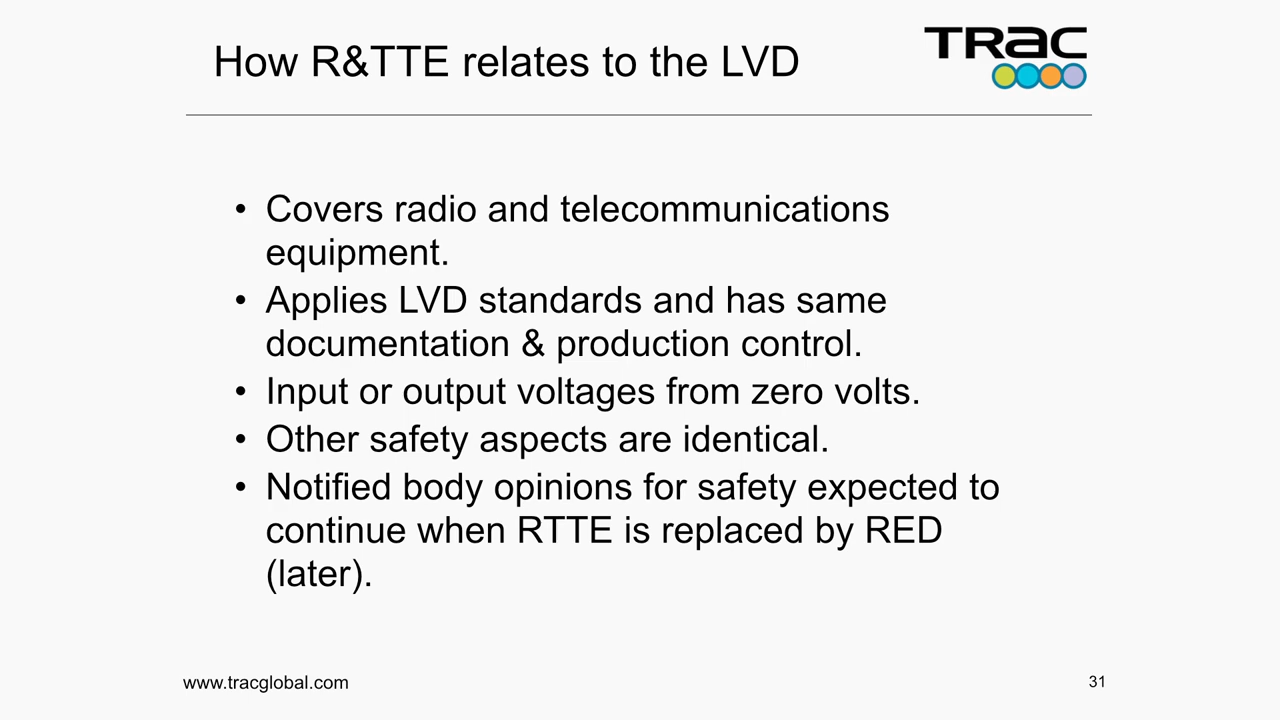 How R&TTE relates to the LVD
TRAC
• Covers radio and telecommunications
equipment.
• Applies LVD standards and has same
documentation & production control.
• Input or output voltages from zero volts.
• Other safety aspects are identical.
• Notified body opinions for safety expected to
continue when RTTE is replaced by RED
(later).
www.tracglobal.com
31